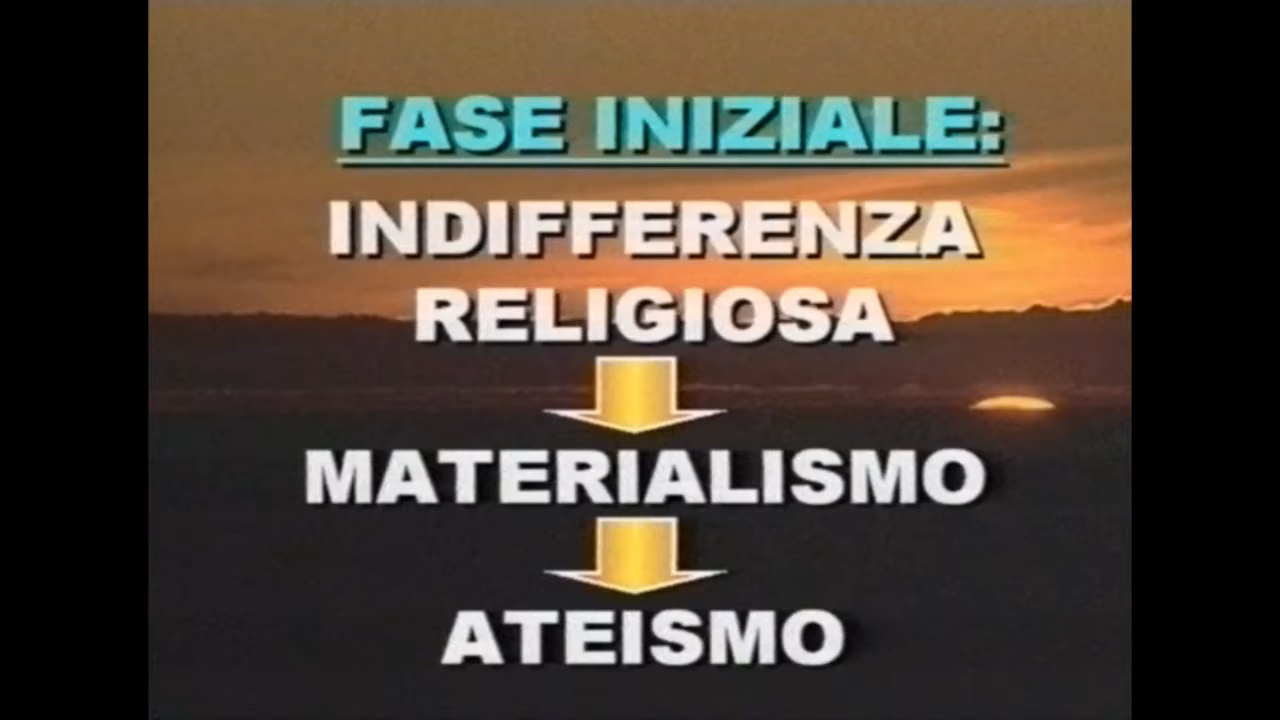 FASE INIZIALE:
INDIFFERENZA
RELIGIOSA
MATERIALISMO
ATEISMO